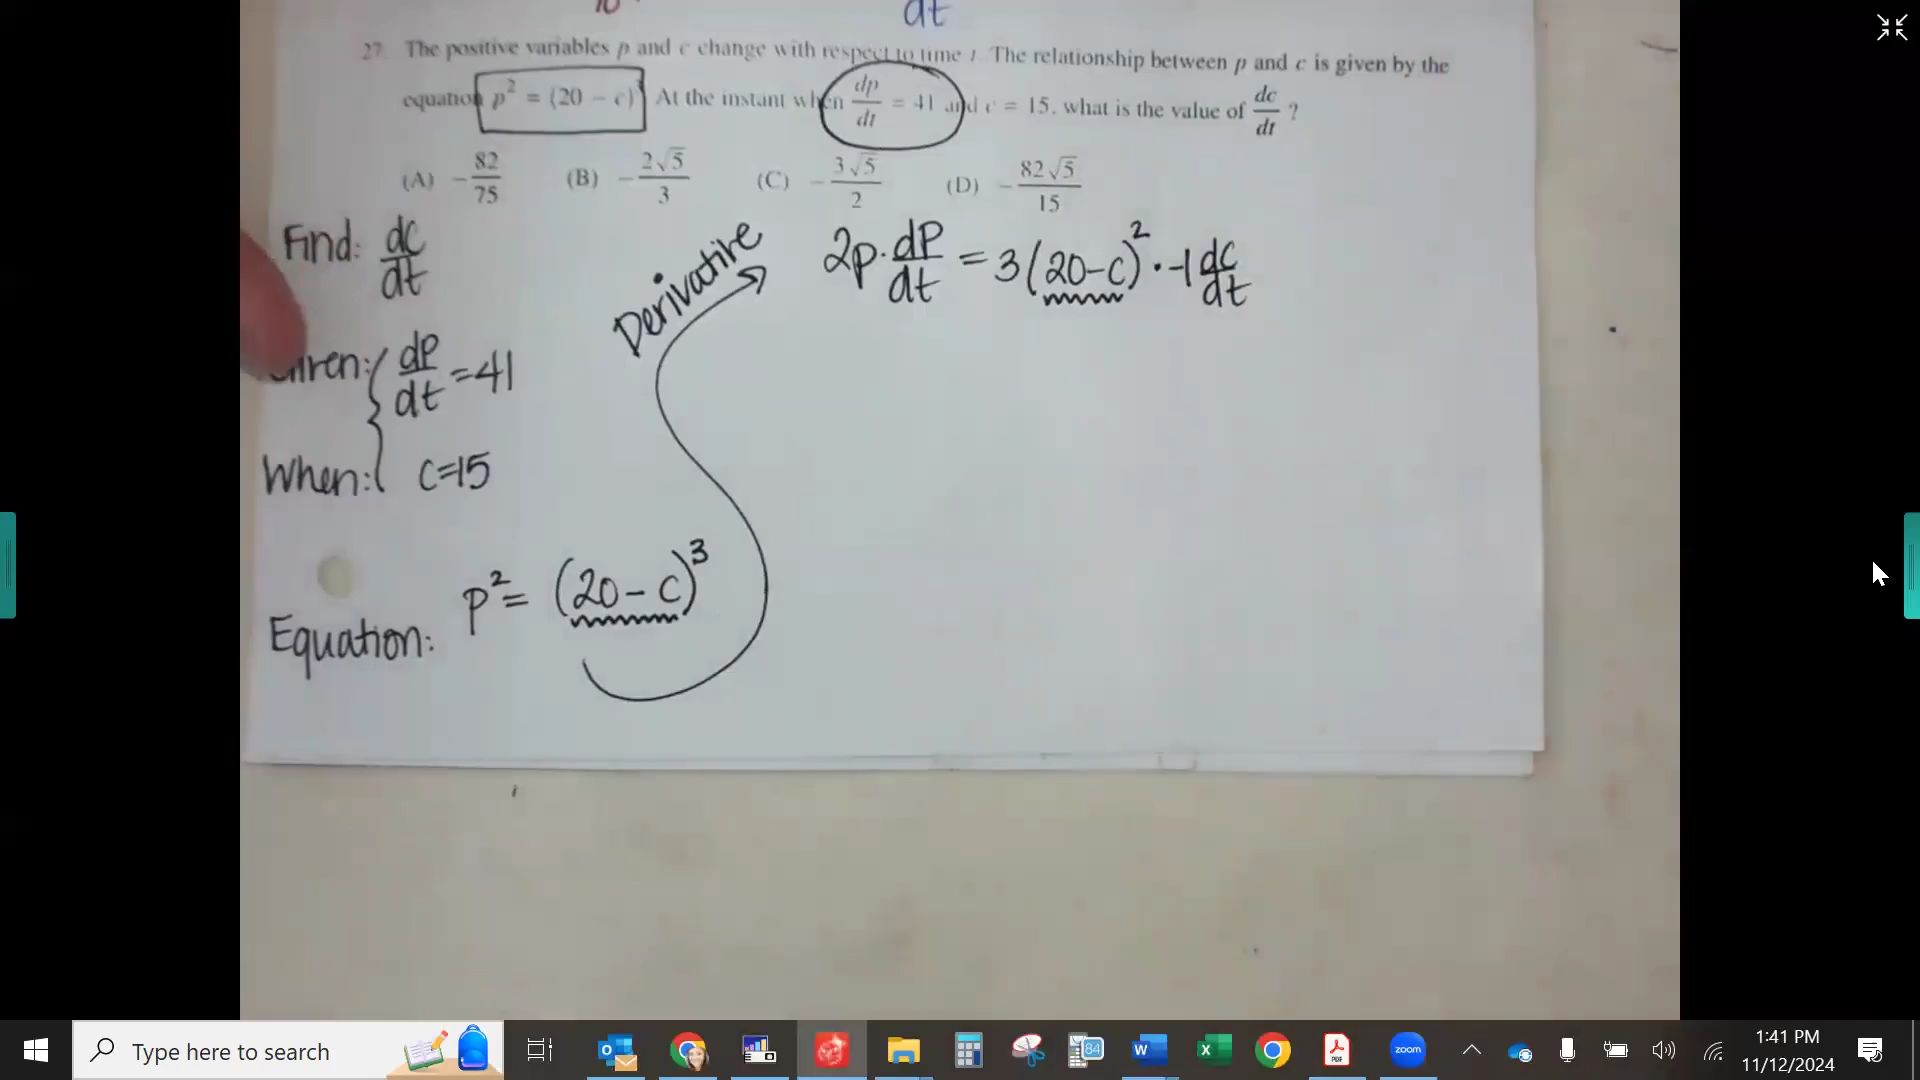 10 dt
27. The positive variables p and c change with respect to time t. The relationship between p and c is given by the
equation p² = (20 − c)³. At the instant when dp/dt = 41 and c = 15, what is the value of dc/dt ?
(A) −82/75 (B) −2√5/3 (C) −3√5/2 (D) −82√5/15
Find: dc/dt
Derivative
2p · dP/dt = 3(20-c)² · -1 dc/dt
dP/dt = 41
When: c=15
Equation: p² = (20-c)³
Type here to search
84
zoom
1:41 PM
11/12/2024